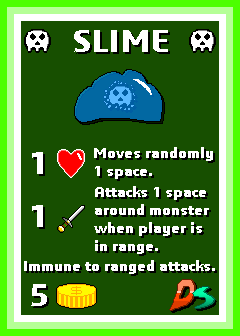 SLIME
1 Moves randomly
1 space.
Attacks 1 space
1 around monster
when player is
in range.
Immune to ranged attacks.
5 DS